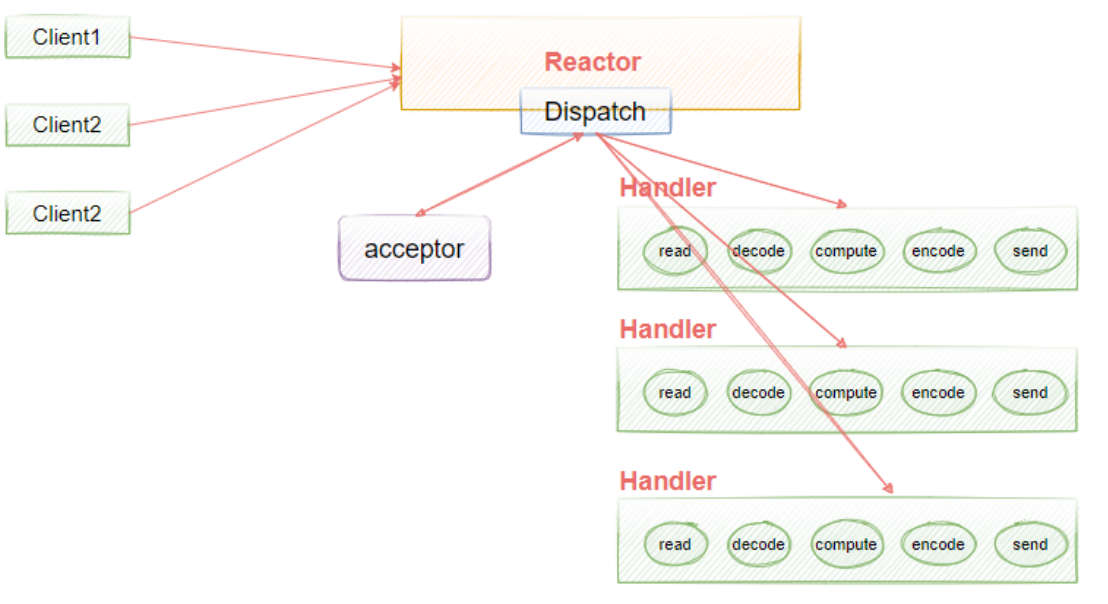 Client1
Reactor
Dispatch
Client2
Client2
acceptor
Handler
read decode compute encode send
Handler
read decode compute encode send
Handler
read decode compute encode send